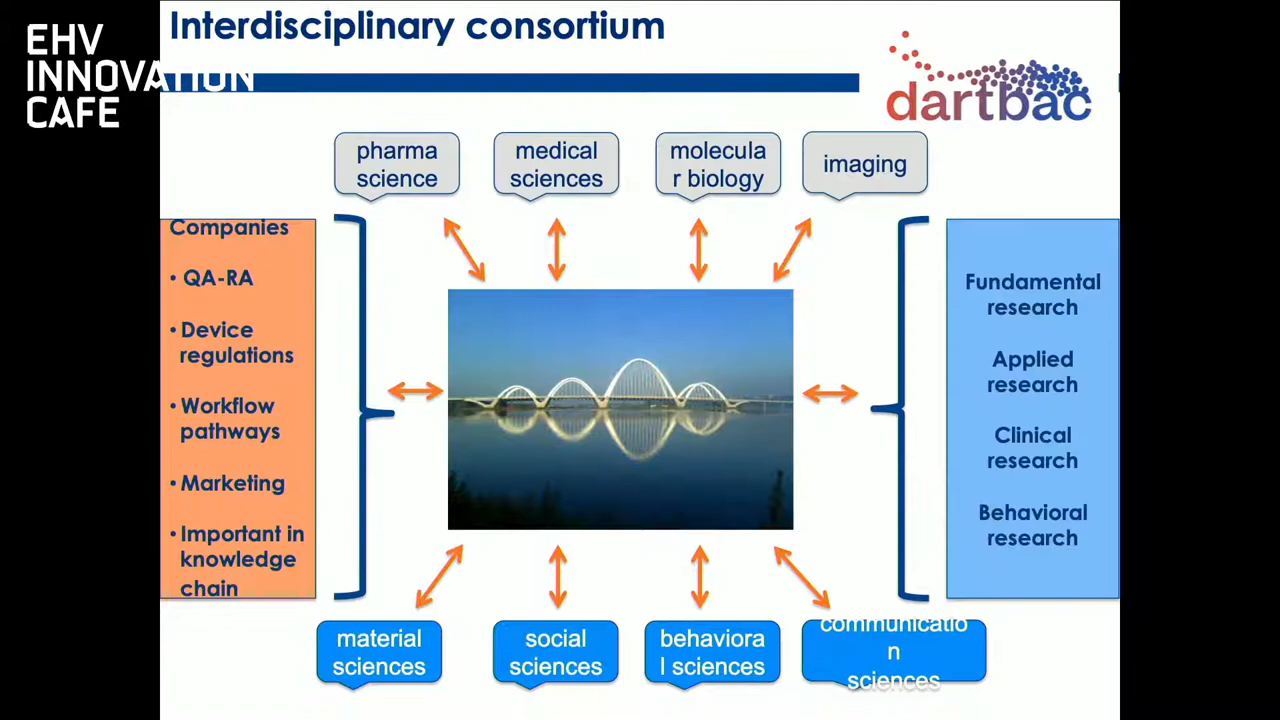 Interdisciplinary consortium
EHV
INNOVATION
CAFE
dartbac
pharma
science
medical
sciences
molecula
r biology
imaging
Companies
• QA-RA
• Device
regulations
• Workflow
pathways
• Marketing
• Important in
knowledge
chain
Fundamental
research
Applied
research
Clinical
research
Behavioral
research
material
sciences
social
sciences
behaviora
l sciences
communicatio
n
sciences